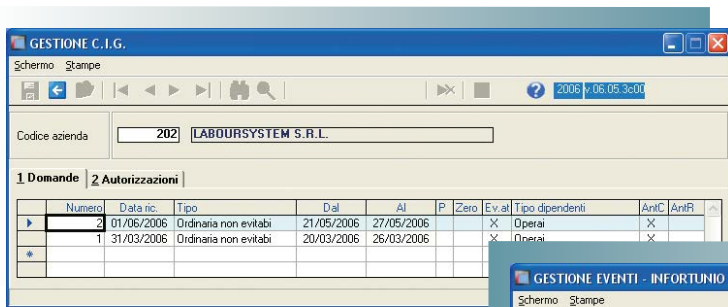 GESTIONE C.I.G.
Schermo Stampe
2006 v.06.05.3c00
Codice azienda 202 LABOURSYSTEM S.R.L.
1 Domande 2 Autorizzazioni
Numero Data ric. Tipo Dal Al P Zero Ev.at Tipo dipendenti AntC AntR
2 01/06/2006 Ordinaria non evitabi 21/05/2006 27/05/2006 X Operai X
1 31/03/2006 Ordinaria non evitabi 20/03/2006 26/03/2006 X Operai X
GESTIONE EVENTI - INFORTUNIO
Schermo Stampe